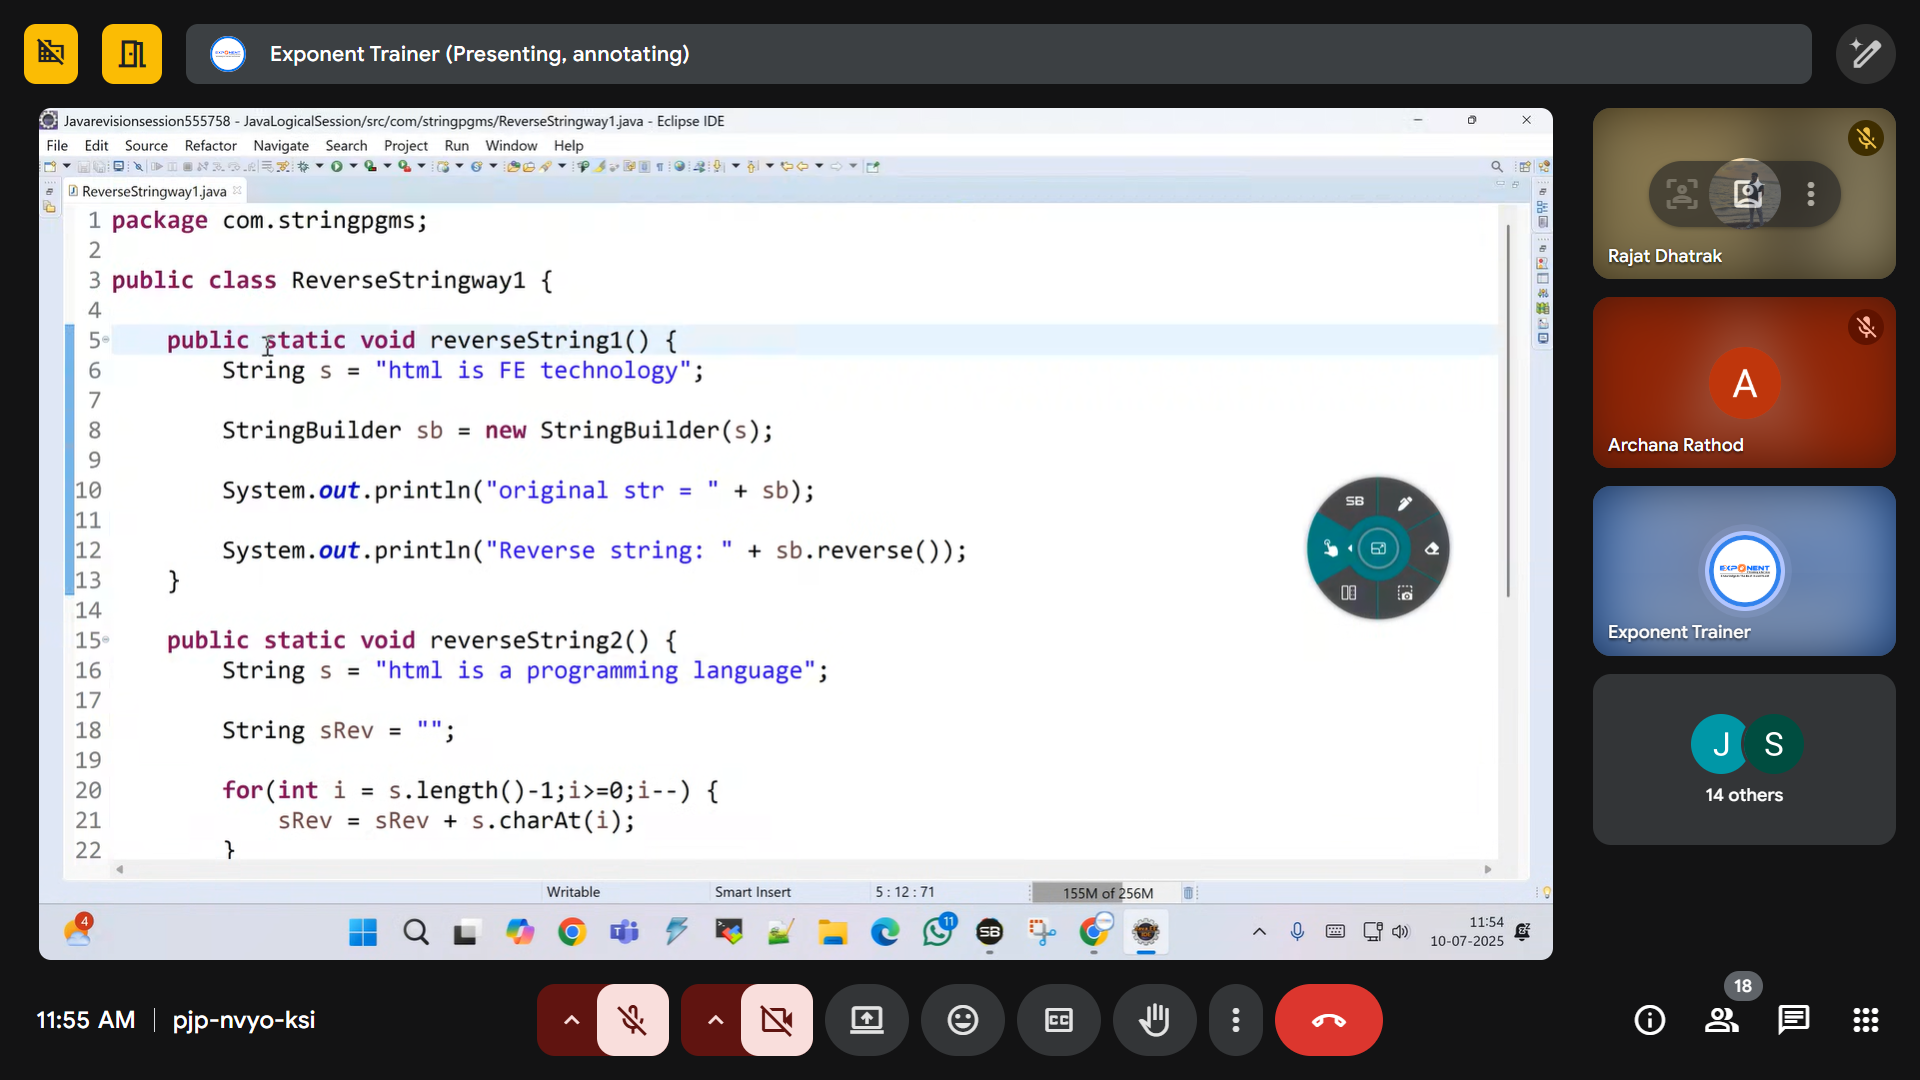 Exponent Trainer (Presenting, annotating)
Javarevisionsession555758 - JavaLogicalSession/src/com/stringpgms/ReverseStringway1.java - Eclipse IDE
File Edit Source Refactor Navigate Search Project Run Window Help
ReverseStringway1.java
1 package com.stringpgms;
2
3 public class ReverseStringway1 {
4
5 public static void reverseString1() {
6 String s = "html is FE technology";
7
8 StringBuilder sb = new StringBuilder(s);
9
10 System.out.println("original str = " + sb);
11
12 System.out.println("Reverse string: " + sb.reverse());
13 }
14
15 public static void reverseString2() {
16 String s = "html is a programming language";
17
18 String sRev = "";
19
20 for(int i = s.length()-1;i>=0;i--) {
21 sRev = sRev + s.charAt(i);
22 }
SB
Writable Smart Insert 5 : 12 : 71 155M of 256M
4
11
SB
11:54
10-07-2025
Rajat Dhatrak
A
Archana Rathod
EXPONENT
Exponent Trainer
J S
14 others
11:55 AM pjp-nvyo-ksi
CC
18